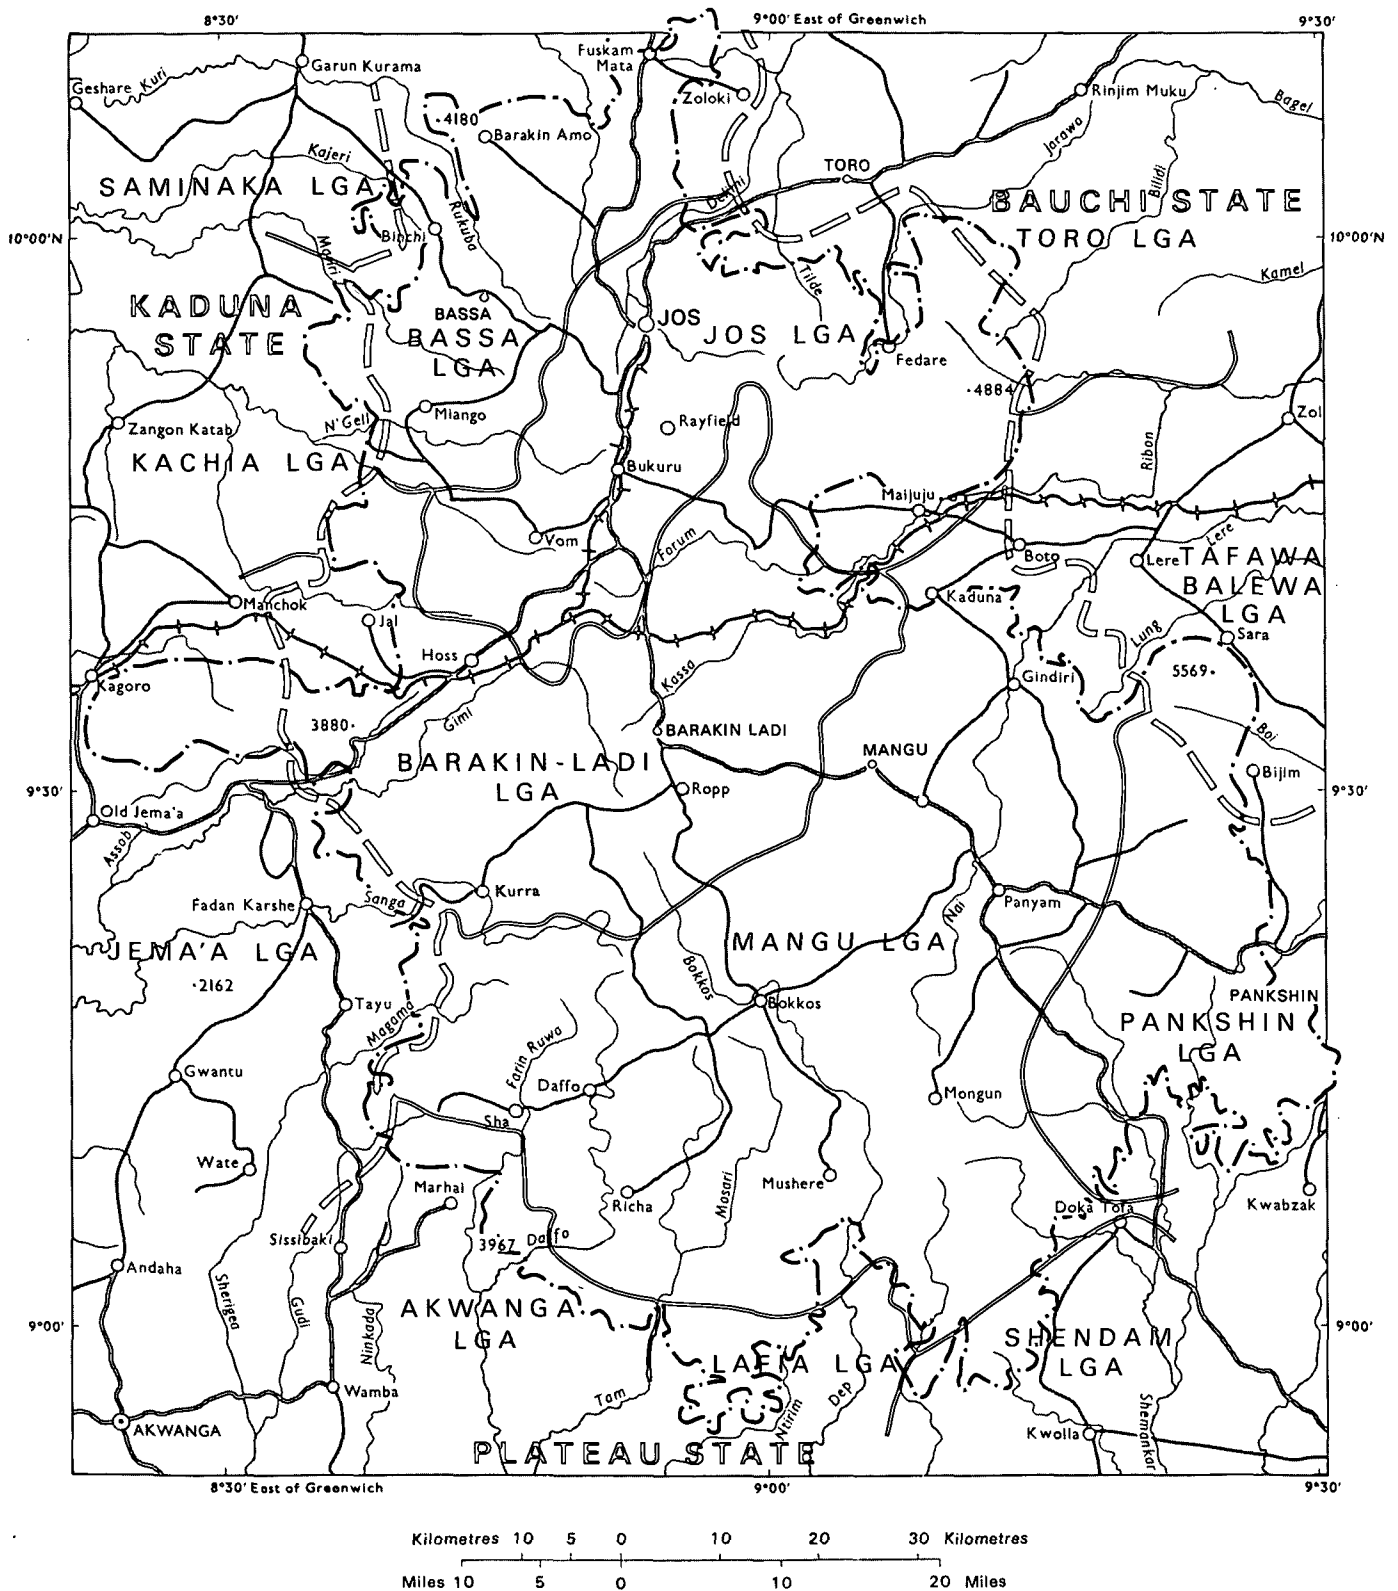 8°30'
9°00' East of Greenwich
9°30'
Fuskam
Mata
Garun Kurama
Geshare
Kuri
Zoloki
Rinjim Muku
Bagel
4180
Barakin Amo
Jarawa
Kajeri
TORO
Bilidi
SAMINAKA LGA
Delimi
BAUCHI STATE
Rukuba
Binchi
10°00'N
TORO LGA
10°00'N
Mariri
Tilde
Kamel
KADUNA
STATE
BASSA
BASSA
LGA
JOS
JOS LGA
Fedare
4884
Miango
N'Gell
Zangon Katab
Rayfield
Zol
KACHIA LGA
Bukuru
Ribon
Maijuju
Vom
Forum
Boto
Lere
Lere
TAFAWA
BALEWA
LGA
Manchok
Kaduna
Jal
Sara
Lung
Hoss
Kassa
5569
Kagoro
Gindiri
3880
Gimi
BARAKIN LADI
Boi
MANGU
BARAKIN-LADI
LGA
Bijim
9°30'
Ropp
9°30'
Old Jema'a
Assob
Fadan Karshe
Sanga
Kurra
Nai
Panyam
JEMA'A LGA
MANGU LGA
2162
Bokkos
PANKSHIN
Tayu
Bokkos
Magama
PANKSHIN
LGA
Farin Ruwa
Gwantu
Daffo
Mongun
Sha
Wate
Marhai
Mosari
Mushere
Richa
Kwabzak
Doka Tofa
Sissibaki
3967
Daffo
Andaha
Sherigea
Gudi
Ninkada
AKWANGA
LGA
9°00'
9°00'
SHENDAM
LGA
LAFIA LGA
Wamba
Tam
Ntirim
Dep
Shemankar
AKWANGA
Kwolla
PLATEAU STATE
8°30' East of Greenwich
9°00'
9°30'
Kilometres 10 5 0 10 20 30 Kilometres
Miles 10 5 0 10 20 Miles